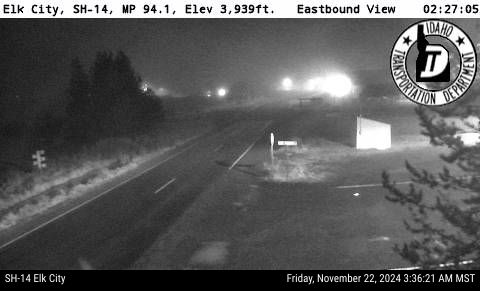 Elk City, SH-14, MP 94.1, Elev 3,939ft.   Eastbound View    02:27:05
IDAHO
TRANSPORTATION DEPARTMENT
SH-14 Elk City
Friday, November 22, 2024 3:36:21 AM MST